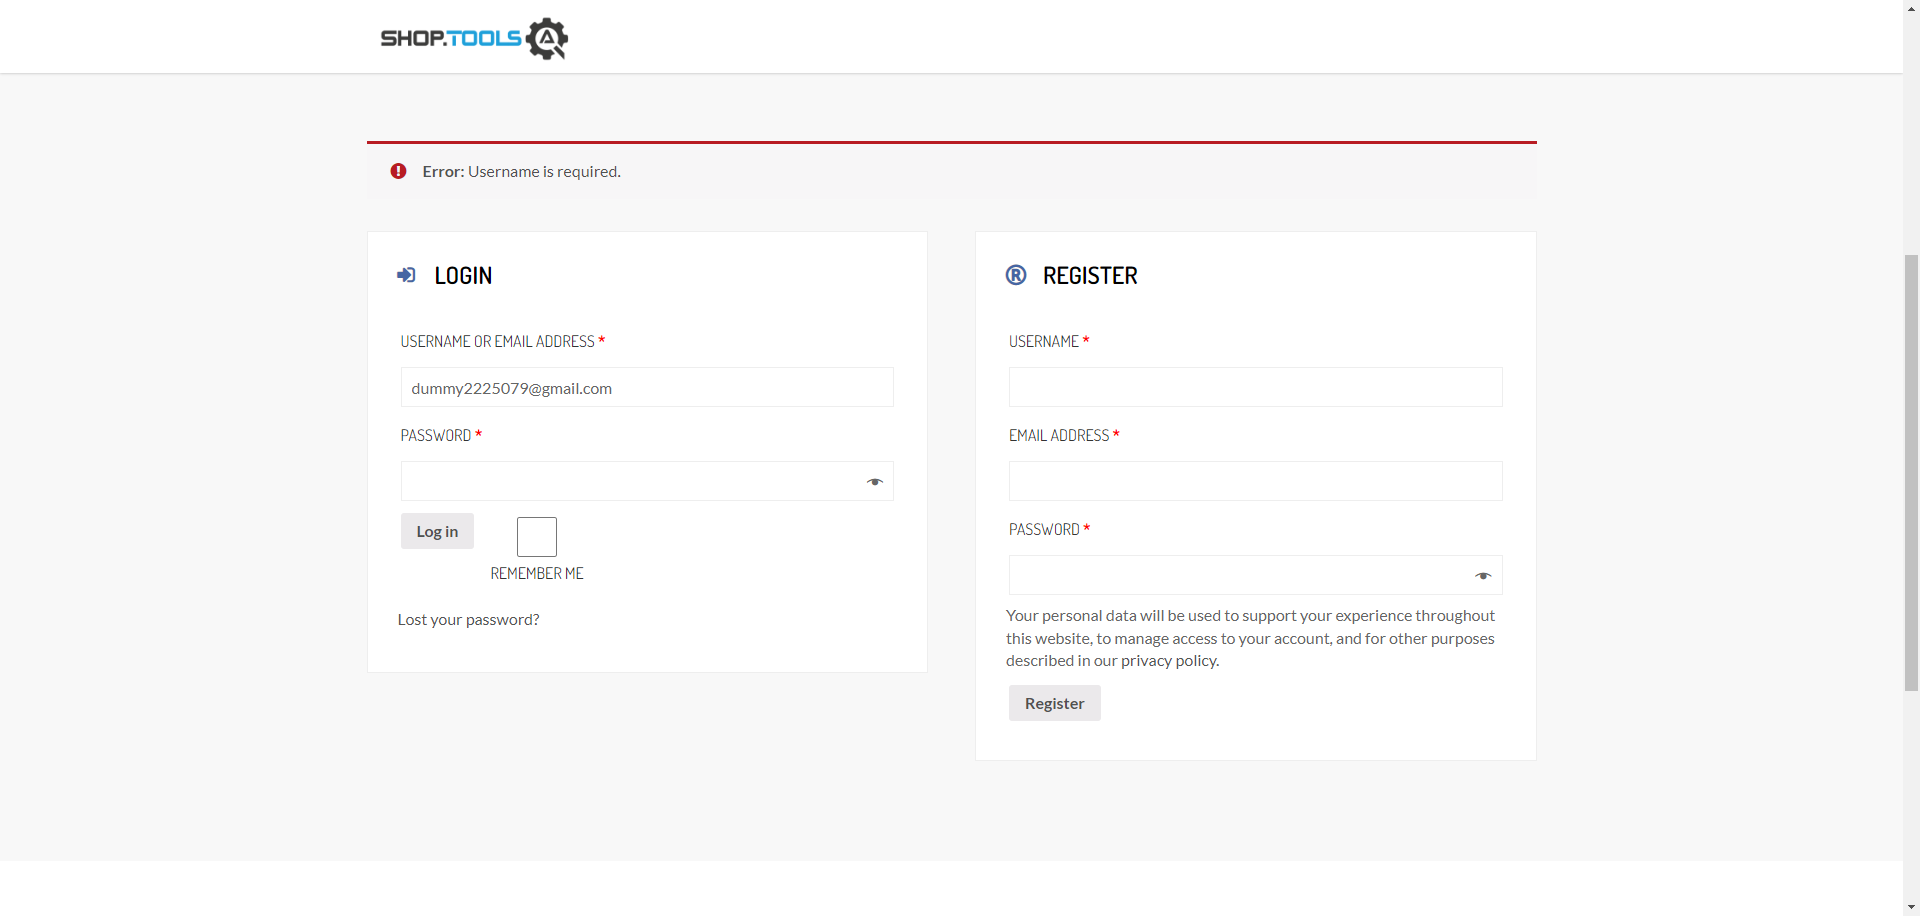 SHOP.TOOLS
Error: Username is required.
LOGIN
USERNAME OR EMAIL ADDRESS *
dummy2225079@gmail.com
PASSWORD *
Log in
REMEMBER ME
Lost your password?
REGISTER
USERNAME *
EMAIL ADDRESS *
PASSWORD *
Your personal data will be used to support your experience throughout
this website, to manage access to your account, and for other purposes
described in our privacy policy.
Register